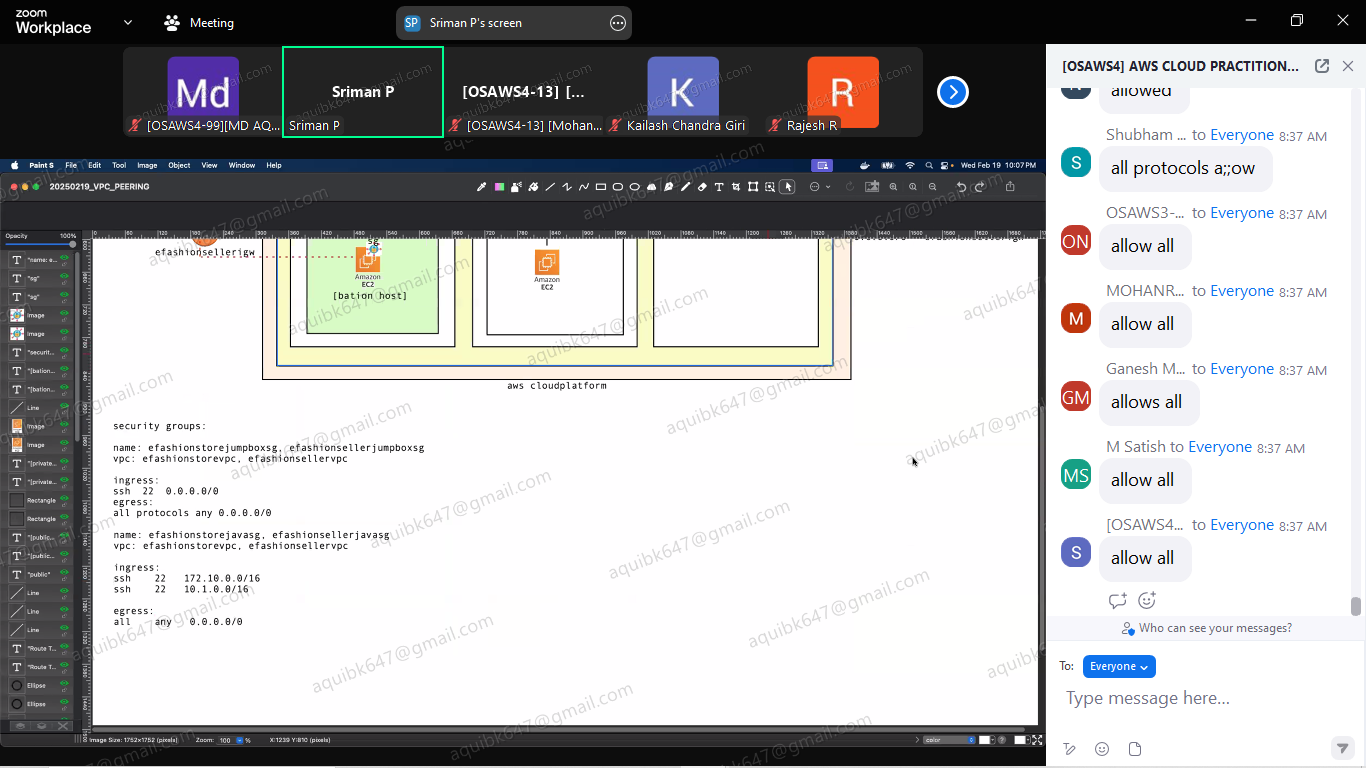 zoom
Workplace
Meeting
SP
Sriman P's screen
Md
[OSAWS4-99][MD AQ...
Sriman P
Sriman P
[OSAWS4-13] [...
[OSAWS4-13] [Mohan...
K
Kailash Chandra Giri
R
Rajesh R
[OSAWS4] AWS CLOUD PRACTITION...
Paint S File Edit Tool Image Object View Window Help
Wed Feb 19 10:07 PM
20250219_VPC_PEERING
Opacity 100%
"name: e...
"sg"
"sg"
Image
Image
"securit...
"[bation...
"[bation...
Line
Image
Image
"[private...
"[private...
Rectangle
Rectangle
"[public...
"[public...
"public"
Line
Line
Line
"Route T...
"Route T...
Ellipse
Ellipse
efashionsellerigw
sg
Amazon
EC2
[bation host]
Amazon
EC2
aws cloudplatform
security groups:
name: efashionstorejumpboxsg, efashionsellerjumpboxsg
vpc: efashionstorevpc, efashionsellervpc
ingress:
ssh 22 0.0.0.0/0
egress:
all protocols any 0.0.0.0/0
name: efashionstorejavasg, efashionsellerjavasg
vpc: efashionstorevpc, efashionsellervpc
ingress:
ssh 22 172.10.0.0/16
ssh 22 10.1.0.0/16
egress:
all any 0.0.0.0/0
Image Size: 1752x1752 (pixels) Zoom: 100 % X:1239 Y:810 (pixels)
color
aquibk647@gmail.com
allowed
Shubham ... to Everyone 8:37 AM
S
all protocols a;;ow
OSAWS3-... to Everyone 8:37 AM
ON
allow all
MOHANR... to Everyone 8:37 AM
M
allow all
Ganesh M... to Everyone 8:37 AM
GM
allows all
M Satish to Everyone 8:37 AM
MS
allow all
[OSAWS4... to Everyone 8:37 AM
S
allow all
Who can see your messages?
To: Everyone
Type message here...